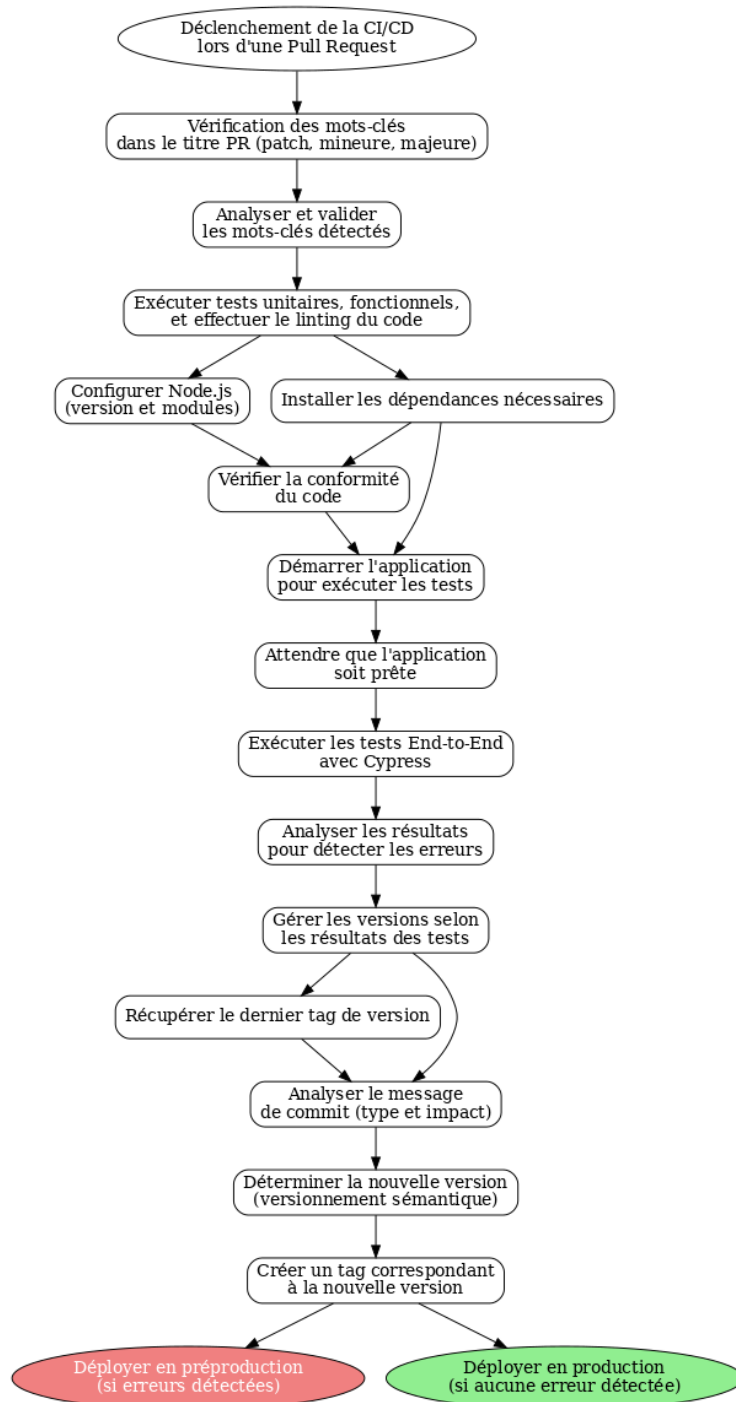 Déclenchement de la CI/CD
lors d'une Pull Request
Vérification des mots-clés
dans le titre PR (patch, mineure, majeure)
Analyser et valider
les mots-clés détectés
Exécuter tests unitaires, fonctionnels,
et effectuer le linting du code
Configurer Node.js
(version et modules)
Installer les dépendances nécessaires
Vérifier la conformité
du code
Démarrer l'application
pour exécuter les tests
Attendre que l'application
soit prête
Exécuter les tests End-to-End
avec Cypress
Analyser les résultats
pour détecter les erreurs
Gérer les versions selon
les résultats des tests
Récupérer le dernier tag de version
Analyser le message
de commit (type et impact)
Déterminer la nouvelle version
(versionnement sémantique)
Créer un tag correspondant
à la nouvelle version
Déployer en préproduction
(si erreurs détectées)
Déployer en production
(si aucune erreur détectée)